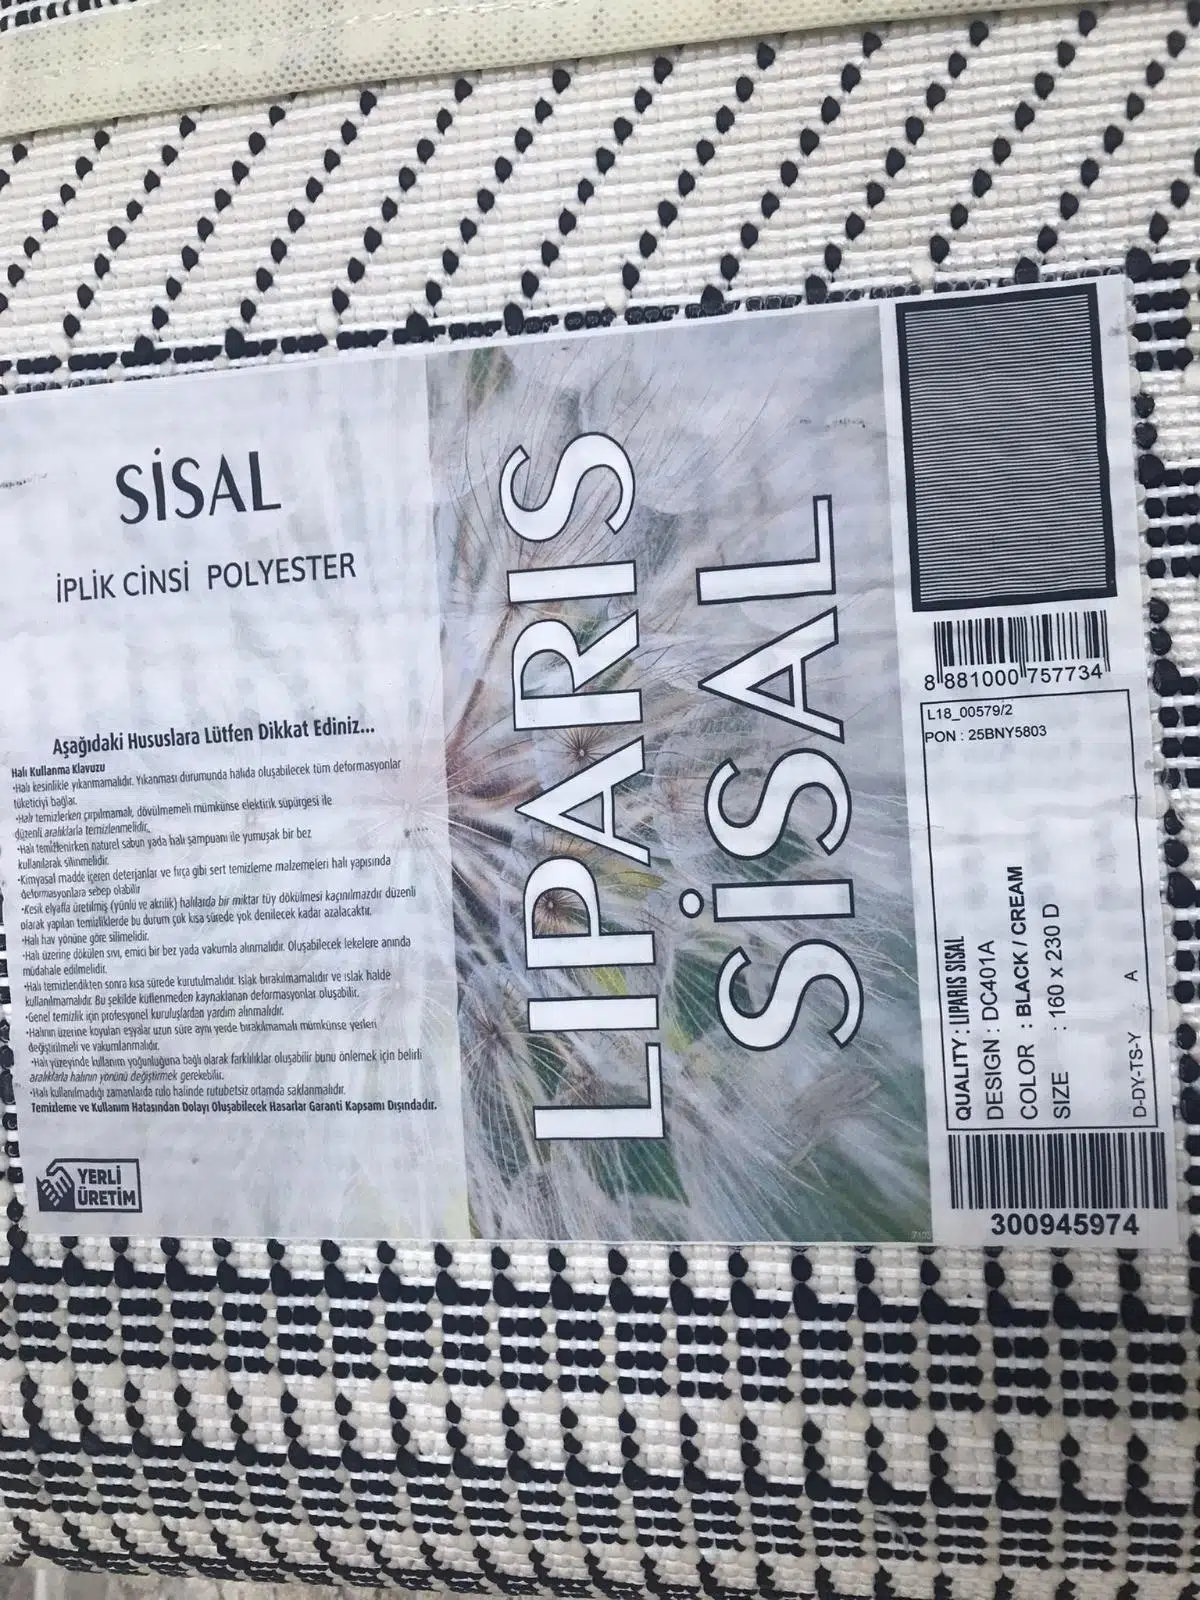 SİSAL
İPLİK CİNSİ POLYESTER
Aşağıdaki Hususlara Lütfen Dikkat Ediniz...
Halı Kullanma Klavuzu
•Halı kesinlikle yıkanmamalıdır. Yıkanması durumunda halıda oluşabilecek tüm deformasyonlar
tüketiciyi bağlar.
•Halı temizlerken çırpılmamalı, dövülmemeli mümkünse elektirik süpürgesi ile
düzenli aralıklarla temizlenmelidir.
•Halı temizlenirken naturel sabun yada halı şampuanı ile yumuşak bir bez
kullanılarak silinmelidir.
•Kimyasal madde içeren deterjanlar ve fırça gibi sert temizleme malzemeleri halı yapısında
deformasyonlara sebep olabilir
•Kesik elyafla üretilmiş (yünlü ve akrilik) halılarda bir miktar tüy dökülmesi kaçınılmazdır düzenli
olarak yapılan temizliklerde bu durum çok kısa sürede yok denilecek kadar azalacaktır.
•Halı hav yönüne göre silimelidir.
•Halı üzerine dökülen sıvı, emici bir bez yada vakumla alınmalıdır. Oluşabilecek lekelere anında
müdahale edilmelidir.
•Halı temizlendikten sonra kısa sürede kurutulmalıdır. Islak bırakılmamalıdır ve ıslak halde
kullanılmamalıdır. Bu şekilde küflenmeden kaynaklanan deformasyonlar oluşabilir.
•Genel temizlik için profesyonel kuruluşlardan yardım alınmalıdır.
•Halının üzerine koyulan eşyalar uzun süre aynı yerde bırakılmamalı mümkünse yerleri
değiştirilmeli ve vakumlanmalıdır.
•Halı yüzeyinde kullanım yoğunluğuna bağlı olarak farklılıklar oluşabilir bunu önlemek için belirli
aralıklarla halının yönünü değiştirmek gerekebilir.
•Halı kullanılmadığı zamanlarda rulo halinde rutubetsiz ortamda saklanmalıdır.
Temizleme ve Kullanım Hatasından Dolayı Oluşabilecek Hasarlar Garanti Kapsamı Dışındadır.
YERLİ
ÜRETİM
LIPARIS
SİSAL
8 881000 757734
L18_00579/2
PON : 25BNY5803
QUALITY : LIPARIS SISAL
DESIGN : DC401A
COLOR : BLACK / CREAM
SIZE : 160 x 230 D
D-DY-TS-Y A
300945974